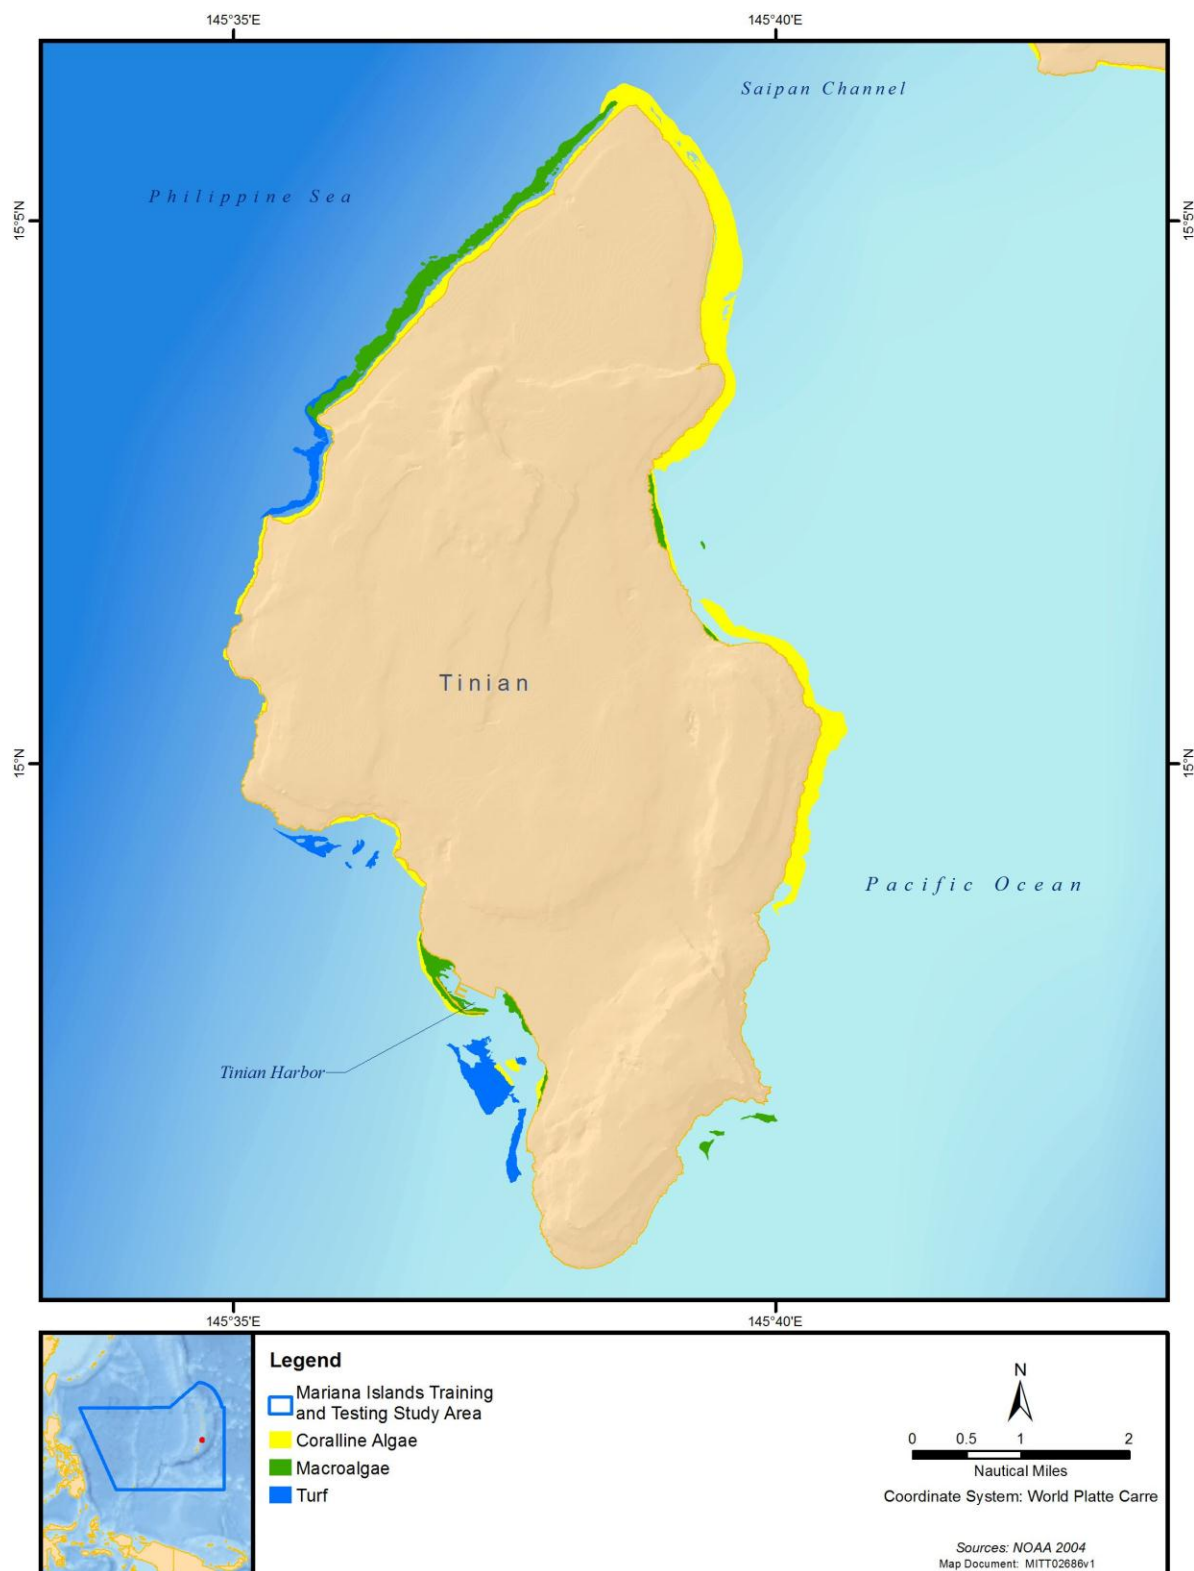 145°35'E
145°40'E
Saipan Channel
Philippine Sea
15°5'N
15°5'N
Tinian
15°N
15°N
Pacific Ocean
Tinian Harbor
145°35'E
145°40'E
Legend
Mariana Islands Training
and Testing Study Area
Coralline Algae
Macroalgae
Turf
N
0 0.5 1 2
Nautical Miles
Coordinate System: World Platte Carre
Sources: NOAA 2004
Map Document: MITT02686v1